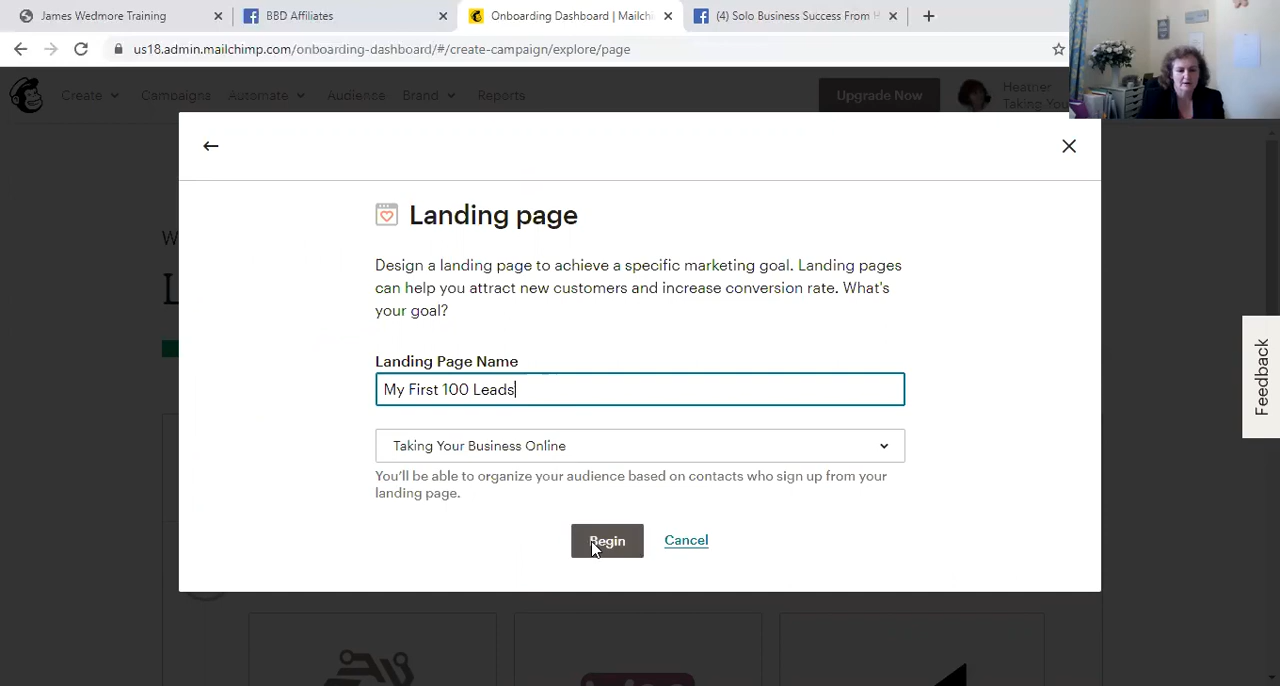 James Wedmore Training
BBD Affiliates
Onboarding Dashboard | Mailchi
(4) Solo Business Success From H
us18.admin.mailchimp.com/onboarding-dashboard/#/create-campaign/explore/page
Create Campaigns Automate Audience Brand Reports Upgrade Now
Heather
Taking You
W
L
Landing page
Design a landing page to achieve a specific marketing goal. Landing pages
can help you attract new customers and increase conversion rate. What's
your goal?
Landing Page Name
My First 100 Leads
Taking Your Business Online
You'll be able to organize your audience based on contacts who sign up from your
landing page.
Begin Cancel
Feedback